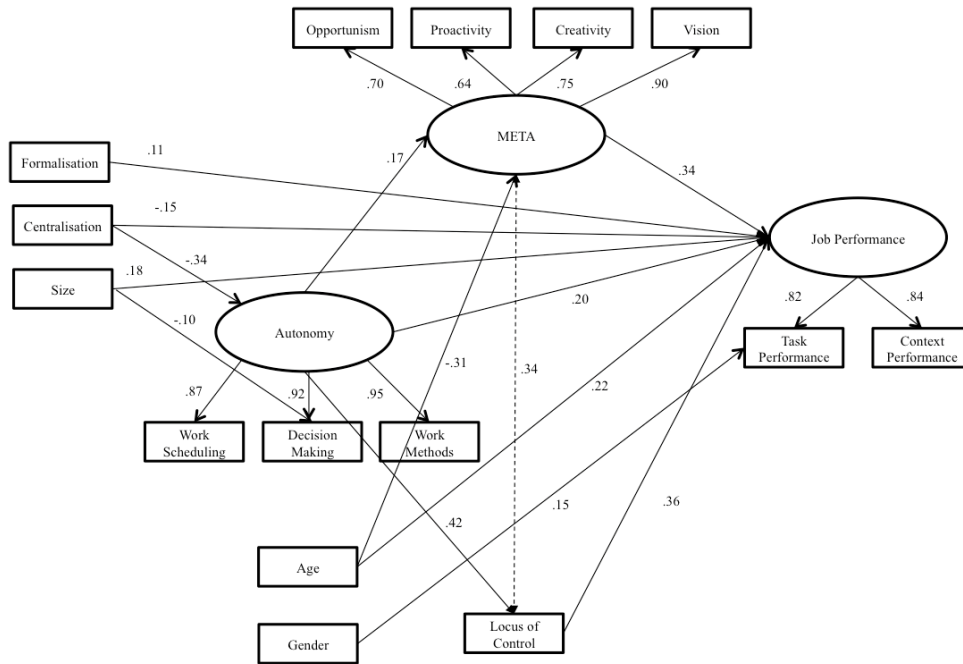 Opportunism
Proactivity
Creativity
Vision
.70
.64
.75
.90
META
Formalisation
.11
.17
.34
Centralisation
-.15
Job Performance
-.34
Size
.18
.20
.82
.84
-.10
Autonomy
Task
Performance
Context
Performance
-.31
.34
.22
.87
.92
.95
Work
Scheduling
Decision
Making
Work
Methods
.15
.36
.42
Age
Gender
Locus of
Control